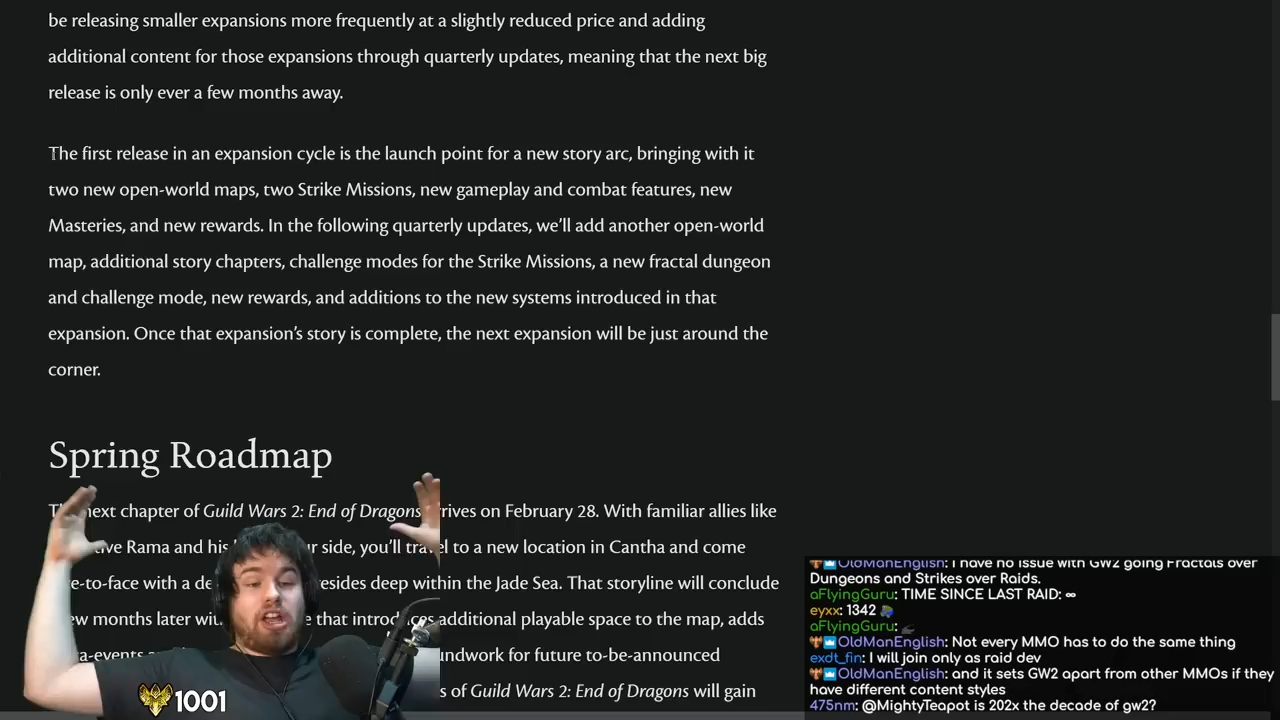 be releasing smaller expansions more frequently at a slightly reduced price and adding
additional content for those expansions through quarterly updates, meaning that the next big
release is only ever a few months away.
The first release in an expansion cycle is the launch point for a new story arc, bringing with it
two new open-world maps, two Strike Missions, new gameplay and combat features, new
Masteries, and new rewards. In the following quarterly updates, we'll add another open-world
map, additional story chapters, challenge modes for the Strike Missions, a new fractal dungeon
and challenge mode, new rewards, and additions to the new systems introduced in that
expansion. Once that expansion's story is complete, the next expansion will be just around the
corner.
Spring Roadmap
next chapter of Guild Wars 2: End of Dragons rives on February 28. With familiar allies like
ive Rama and his side, you'll travel to a new location in Cantha and come
e-to-face with a de resides deep within the Jade Sea. That storyline will conclude
ew months later wit e that introduces additional playable space to the map, adds
a-events undwork for future to-be-announced
s of Guild Wars 2: End of Dragons will gain
1001
OldManEnglish: I have no issue with GW2 going Fractals over
Dungeons and Strikes over Raids.
aFlyingGuru: TIME SINCE LAST RAID: ∞
eyxx: 1342
aFlyingGuru:
OldManEnglish: Not every MMO has to do the same thing
exdt_fin: I will join only as raid dev
OldManEnglish: and it sets GW2 apart from other MMOs if they
have different content styles
475nm: @MightyTeapot is 202x the decade of gw2?